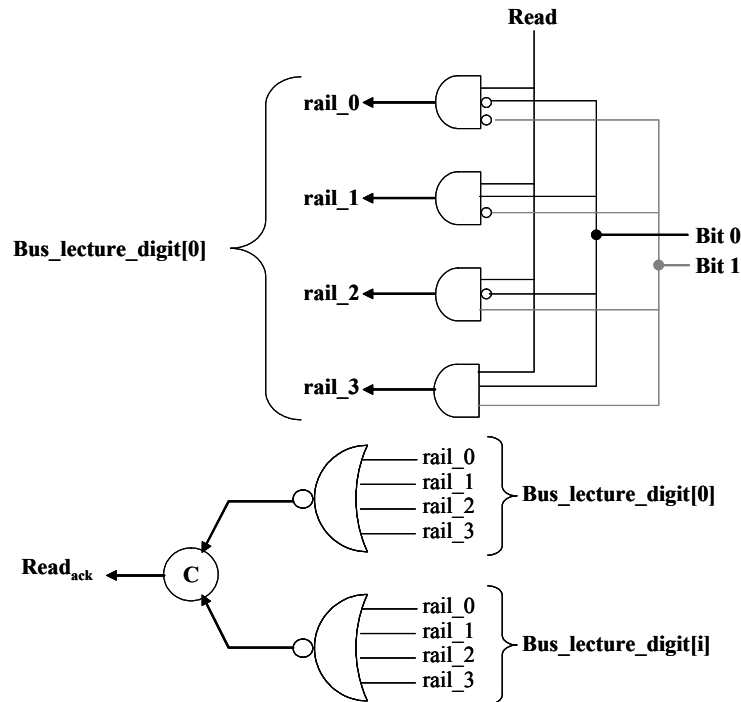 Read
rail_0
rail_1
Bus_lecture_digit[0]
Bit 0
Bit 1
rail_2
rail_3
rail_0
rail_1
rail_2
rail_3
Bus_lecture_digit[0]
Read_ack
C
rail_0
rail_1
rail_2
rail_3
Bus_lecture_digit[i]